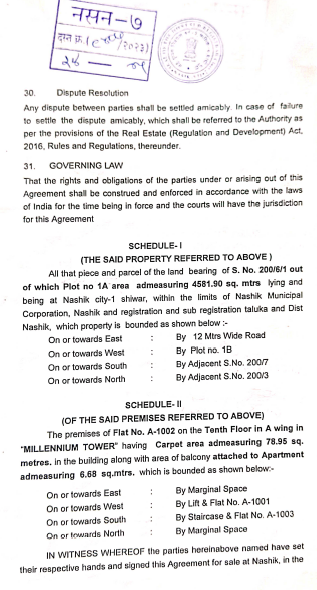 नसन-७
/२०२३)
30. Dispute Resolution
Any dispute between parties shall be settled amicably. In case of failure
to settle the dispute amicably, which shall be referred to the Authority as
per the provisions of the Real Estate (Regulation and Development) Act,
2016, Rules and Regulations, thereunder.
31. GOVERNING LAW
That the rights and obligations of the parties under or arising out of this
Agreement shall be construed and enforced in accordance with the laws
of India for the time being in force and the courts will have the jurisdiction
for this Agreement
SCHEDULE- I
(THE SAID PROPERTY REFERRED TO ABOVE )
All that piece and parcel of the land bearing of S. No. 200/6/1 out
of which Plot no 1A area admeasuring 4581.90 sq. mtrs lying and
being at Nashik city-1 shiwar, within the limits of Nashik Municipal
Corporation, Nashik and registration and sub registration taluka and Dist
Nashik, which property is bounded as shown below :-
On or towards East : By 12 Mtrs Wide Road
On or towards West : By Plot no. 1B
On or towards South : By Adjacent S.No. 200/7
On or towards North : By Adjacent S.No. 200/3
SCHEDULE- II
(OF THE SAID PREMISES REFERRED TO ABOVE)
The premises of Flat No. A-1002 on the Tenth Floor in A wing in
“MILLENNIUM TOWER” having Carpet area admeasuring 78.95 sq.
metres. in the building along with area of balcony attached to Apartment
admeasuring 6.68 sq.mtrs. which is bounded as shown below:-
On or towards East : By Marginal Space
On or towards West : By Lift & Flat No. A-1001
On or towards South : By Staircase & Flat No. A-1003
On or towards North : By Marginal Space
IN WITNESS WHEREOF the parties hereinabove named have set
their respective hands and signed this Agreement for sale at Nashik, in the